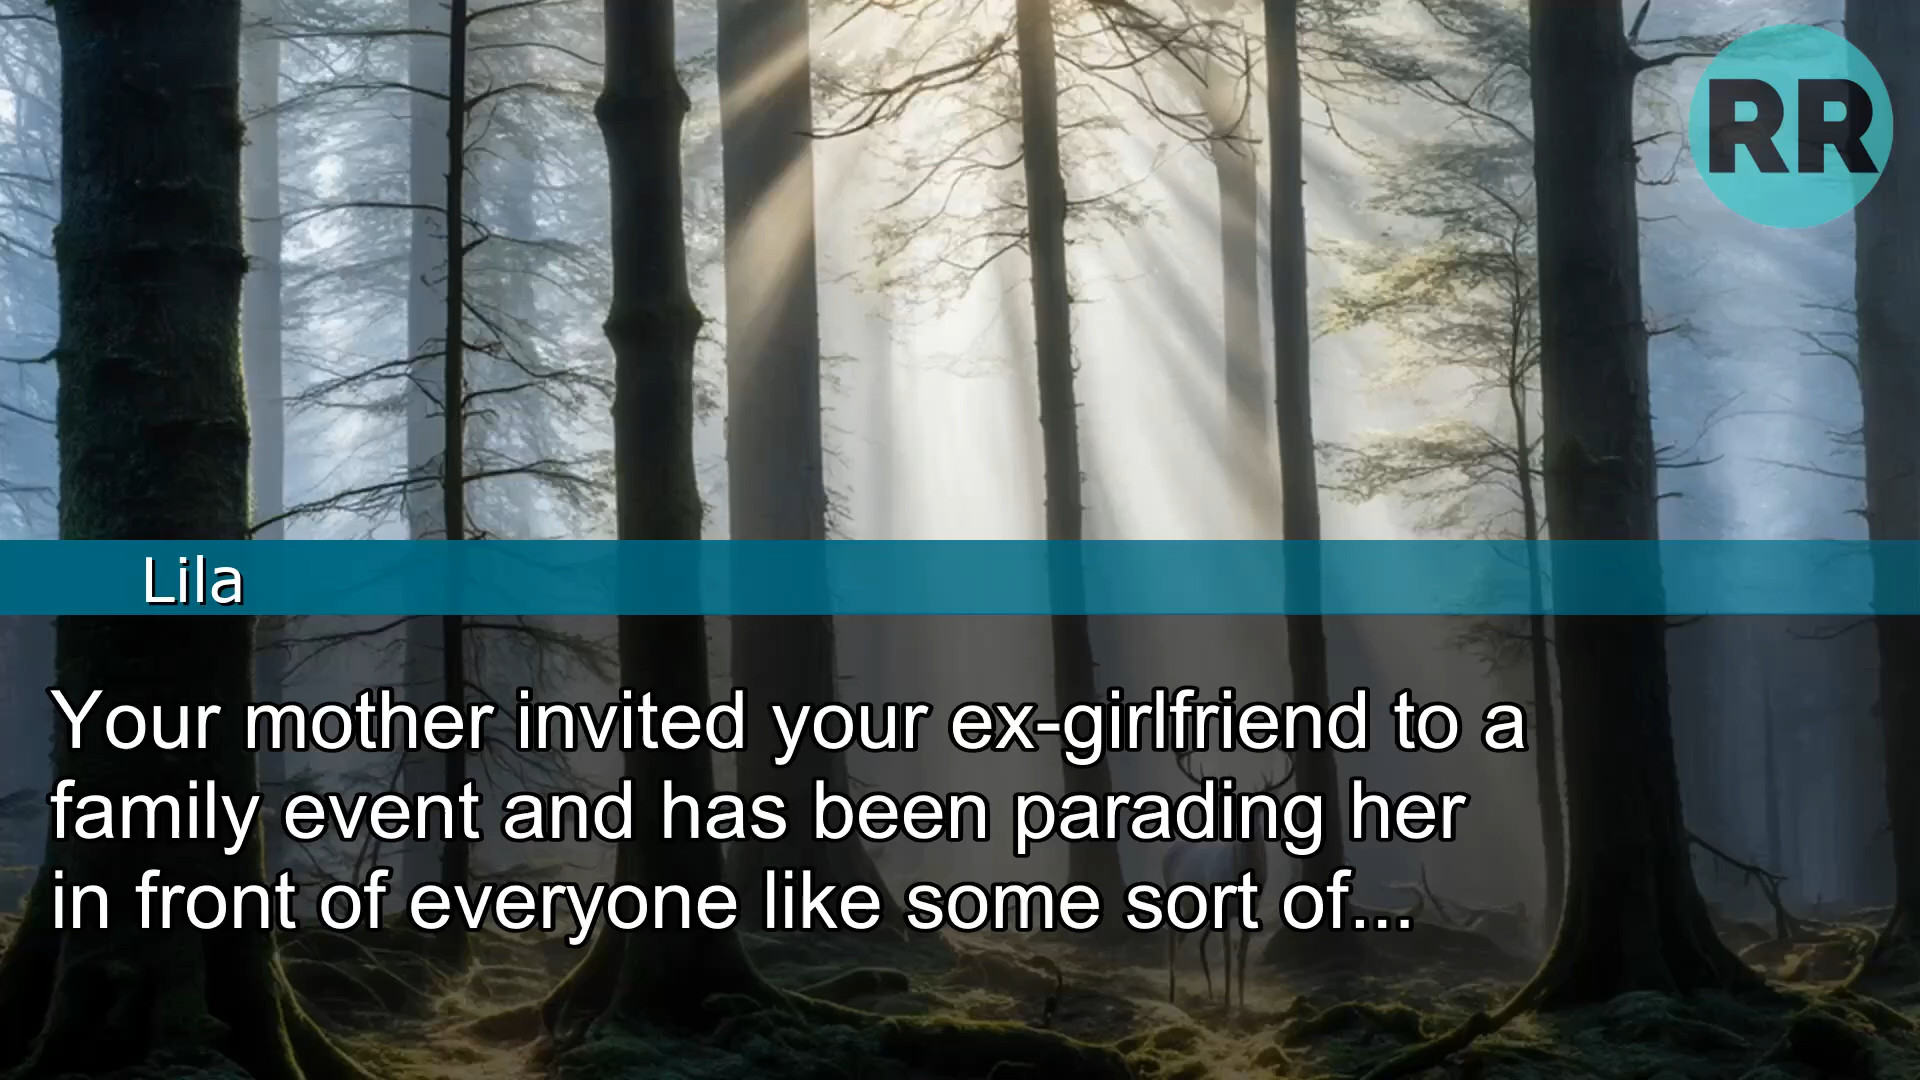 RR
Lila
Your mother invited your ex-girlfriend to a
family event and has been parading her
in front of everyone like some sort of...